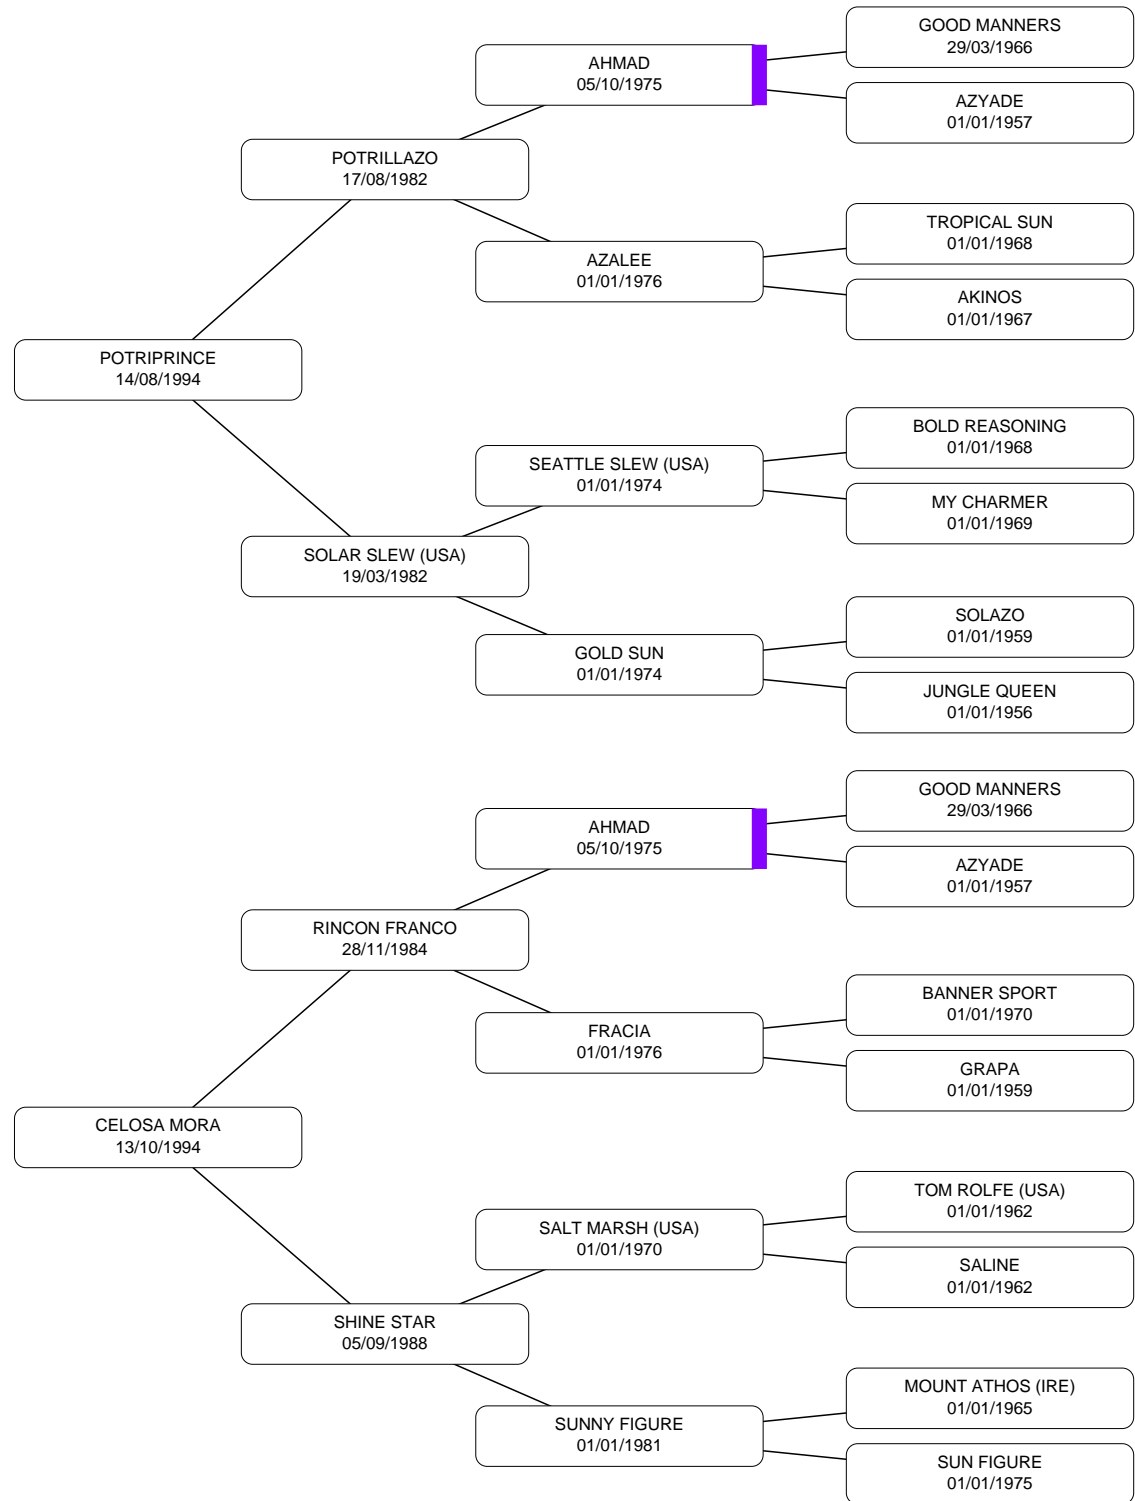 GOOD MANNERS
29/03/1966
AHMAD
05/10/1975
AZYADE
01/01/1957
POTRILLAZO
17/08/1982
TROPICAL SUN
01/01/1968
AZALEE
01/01/1976
AKINOS
01/01/1967
POTRIPRINCE
14/08/1994
BOLD REASONING
01/01/1968
SEATTLE SLEW (USA)
01/01/1974
MY CHARMER
01/01/1969
SOLAR SLEW (USA)
19/03/1982
SOLAZO
01/01/1959
GOLD SUN
01/01/1974
JUNGLE QUEEN
01/01/1956
GOOD MANNERS
29/03/1966
AHMAD
05/10/1975
AZYADE
01/01/1957
RINCON FRANCO
28/11/1984
BANNER SPORT
01/01/1970
FRACIA
01/01/1976
GRAPA
01/01/1959
CELOSA MORA
13/10/1994
TOM ROLFE (USA)
01/01/1962
SALT MARSH (USA)
01/01/1970
SALINE
01/01/1962
SHINE STAR
05/09/1988
MOUNT ATHOS (IRE)
01/01/1965
SUNNY FIGURE
01/01/1981
SUN FIGURE
01/01/1975